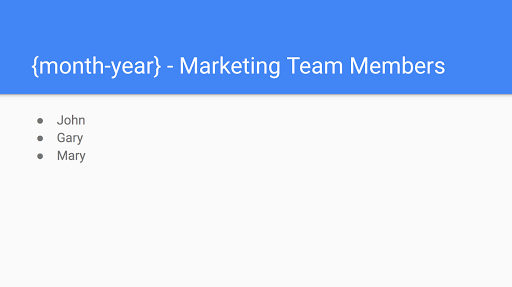 {month-year} - Marketing Team Members
● John
● Gary
● Mary